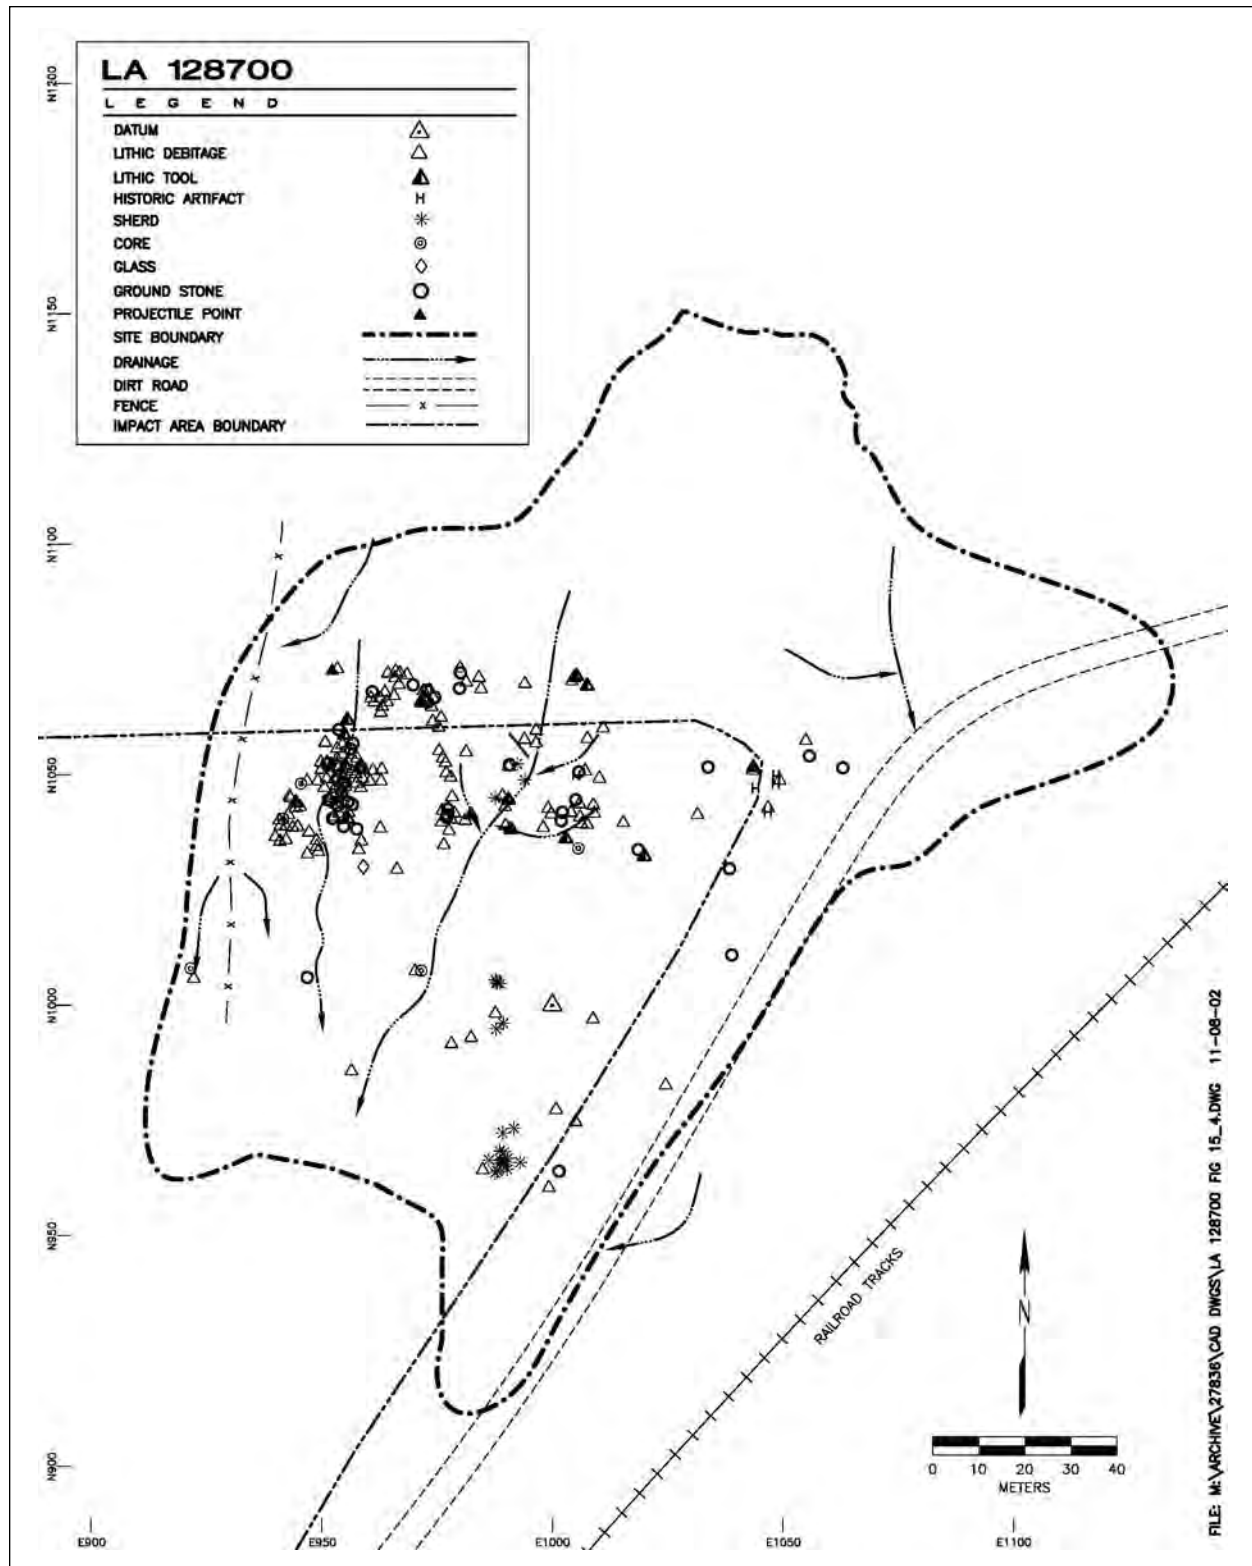 LA 128700
L E G E N D
DATUM
LITHIC DEBITAGE
LITHIC TOOL
HISTORIC ARTIFACT H
SHERD
CORE
GLASS
GROUND STONE
PROJECTILE POINT
SITE BOUNDARY
DRAINAGE
DIRT ROAD
FENCE x
IMPACT AREA BOUNDARY
N1200
N1150
N1100
N1050
N1000
N950
N900
E900
E950
E1000
E1050
E1100
x
x
x
x
x
x
x
x
H
H
H
H
RAILROAD TRACKS
N
0 10 20 30 40
METERS
FILE: M:\ARCHIVE\27836\CAD DWGS\LA 128700 FIG 15_4.DWG 11-08-02